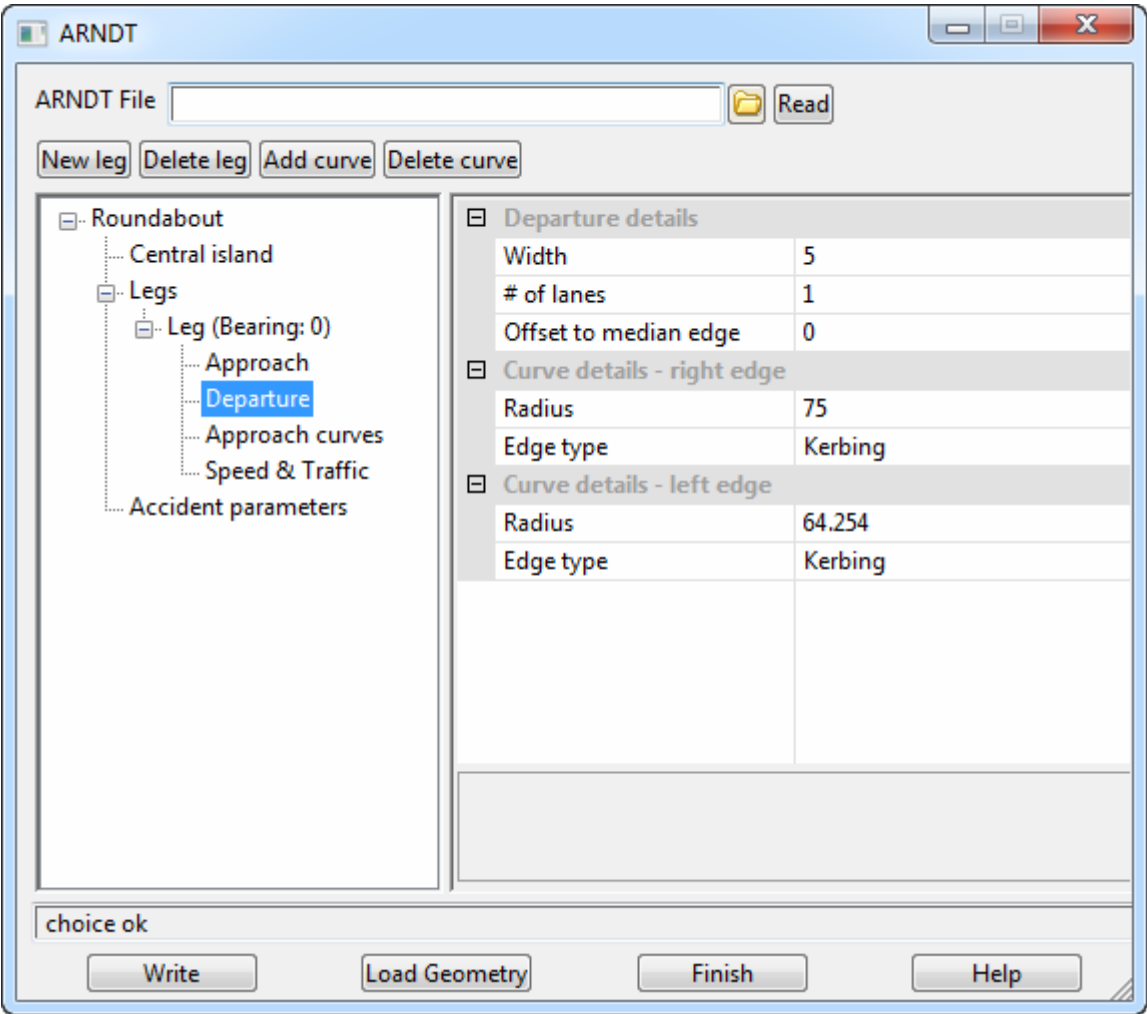 ARNDT
ARNDT File Read
New leg Delete leg Add curve Delete curve
Roundabout
Central island
Legs
Leg (Bearing: 0)
Approach
Departure
Approach curves
Speed & Traffic
Accident parameters
Departure details
Width 5
# of lanes 1
Offset to median edge 0
Curve details - right edge
Radius 75
Edge type Kerbing
Curve details - left edge
Radius 64.254
Edge type Kerbing
choice ok
Write Load Geometry Finish Help